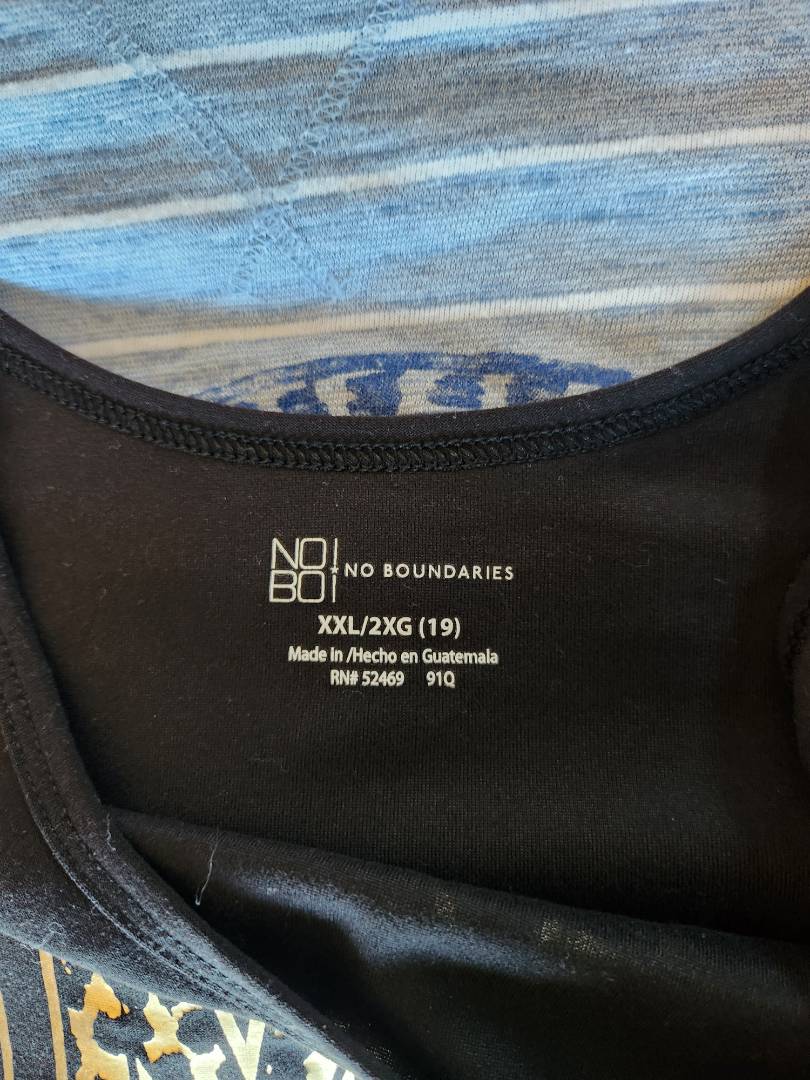 NO
BO
NO BOUNDARIES
XXL/2XG (19)
Made In /Hecho en Guatemala
RN# 52469 91Q